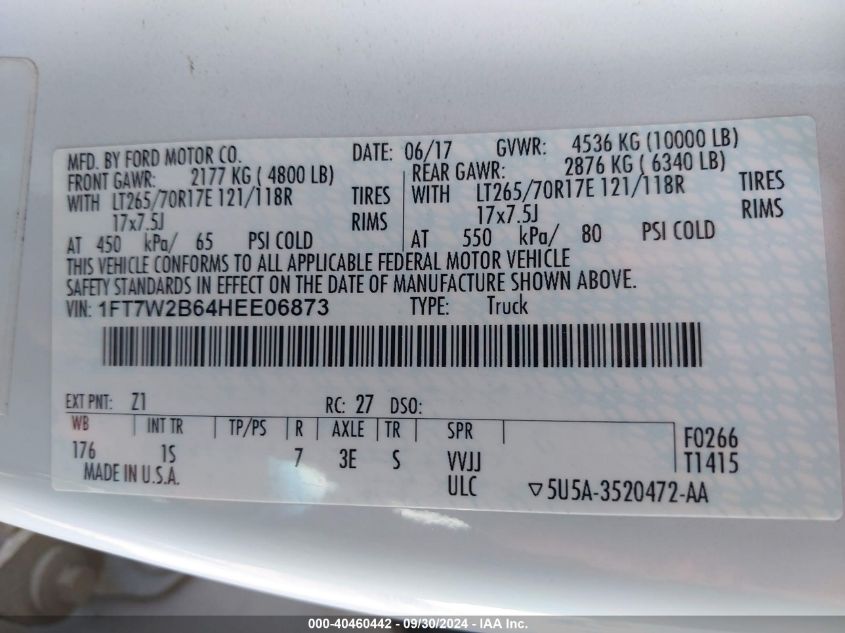 MFD. BY FORD MOTOR CO. DATE: 06/17 GVWR: 4536 KG (10000 LB)
FRONT GAWR: 2177 KG ( 4800 LB) REAR GAWR: 2876 KG ( 6340 LB)
WITH LT265/70R17E 121/118R TIRES WITH LT265/70R17E 121/118R TIRES
17x7.5J RIMS 17x7.5J RIMS
AT 450 kPa/ 65 PSI COLD AT 550 kPa/ 80 PSI COLD
THIS VEHICLE CONFORMS TO ALL APPLICABLE FEDERAL MOTOR VEHICLE
SAFETY STANDARDS IN EFFECT ON THE DATE OF MANUFACTURE SHOWN ABOVE.
VIN: 1FT7W2B64HEE06873 TYPE: Truck
EXT PNT: Z1 RC: 27 DSO:
WB INT TR TP/PS R AXLE TR SPR F0266
176 1S 7 3E S VVJJ T1415
MADE IN U.S.A. ULC ▽5U5A-3520472-AA
000-40460442 - 09/30/2024 - IAA Inc.